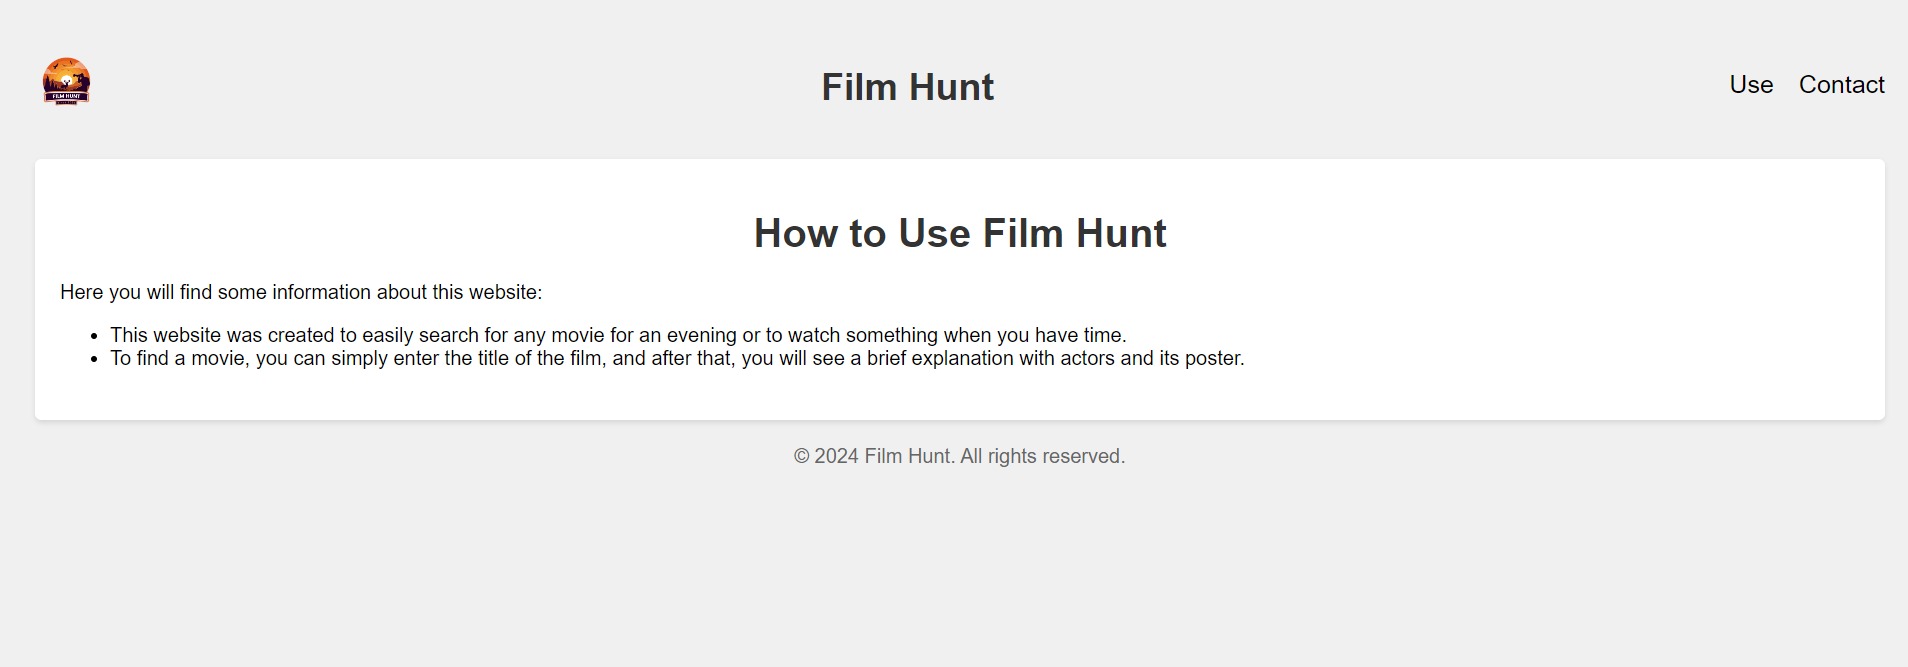 FILM HUNT
Film Hunt
Use
Contact
How to Use Film Hunt
Here you will find some information about this website:
• This website was created to easily search for any movie for an evening or to watch something when you have time.
• To find a movie, you can simply enter the title of the film, and after that, you will see a brief explanation with actors and its poster.
© 2024 Film Hunt. All rights reserved.